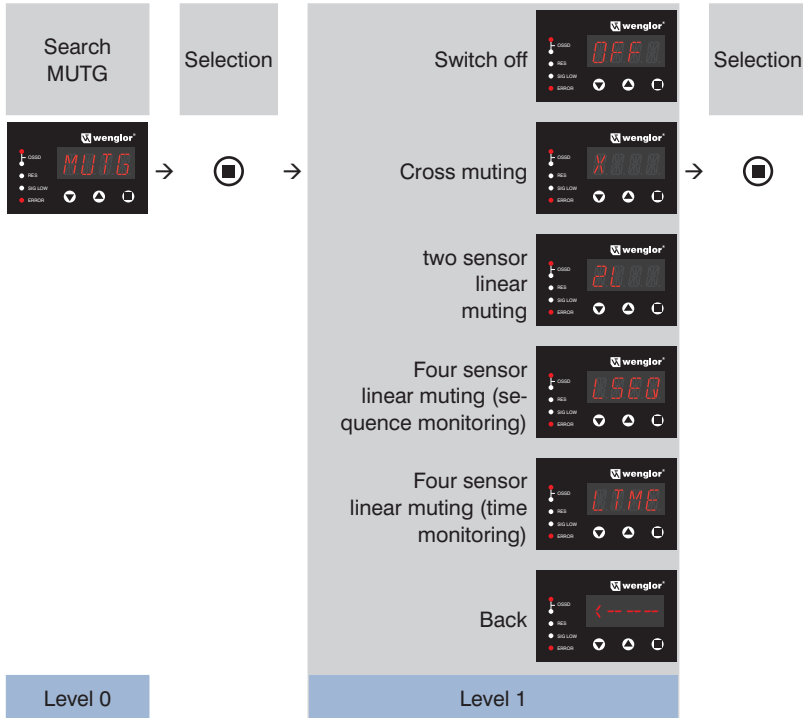 Search
MUTG
Selection
Switch off
wenglor
OFF
OSSD
RES
SIG LOW
ERROR
Selection
wenglor
MUTG
OSSD
RES
SIG LOW
ERROR
→
→
Cross muting
wenglor
X
OSSD
RES
SIG LOW
ERROR
→
two sensor
linear
muting
wenglor
2L
OSSD
RES
SIG LOW
ERROR
Four sensor
linear muting (se-
quence monitoring)
wenglor
LSEQ
OSSD
RES
SIG LOW
ERROR
Four sensor
linear muting (time
monitoring)
wenglor
LTME
OSSD
RES
SIG LOW
ERROR
Back
wenglor
<----
OSSD
RES
SIG LOW
ERROR
Level 0
Level 1